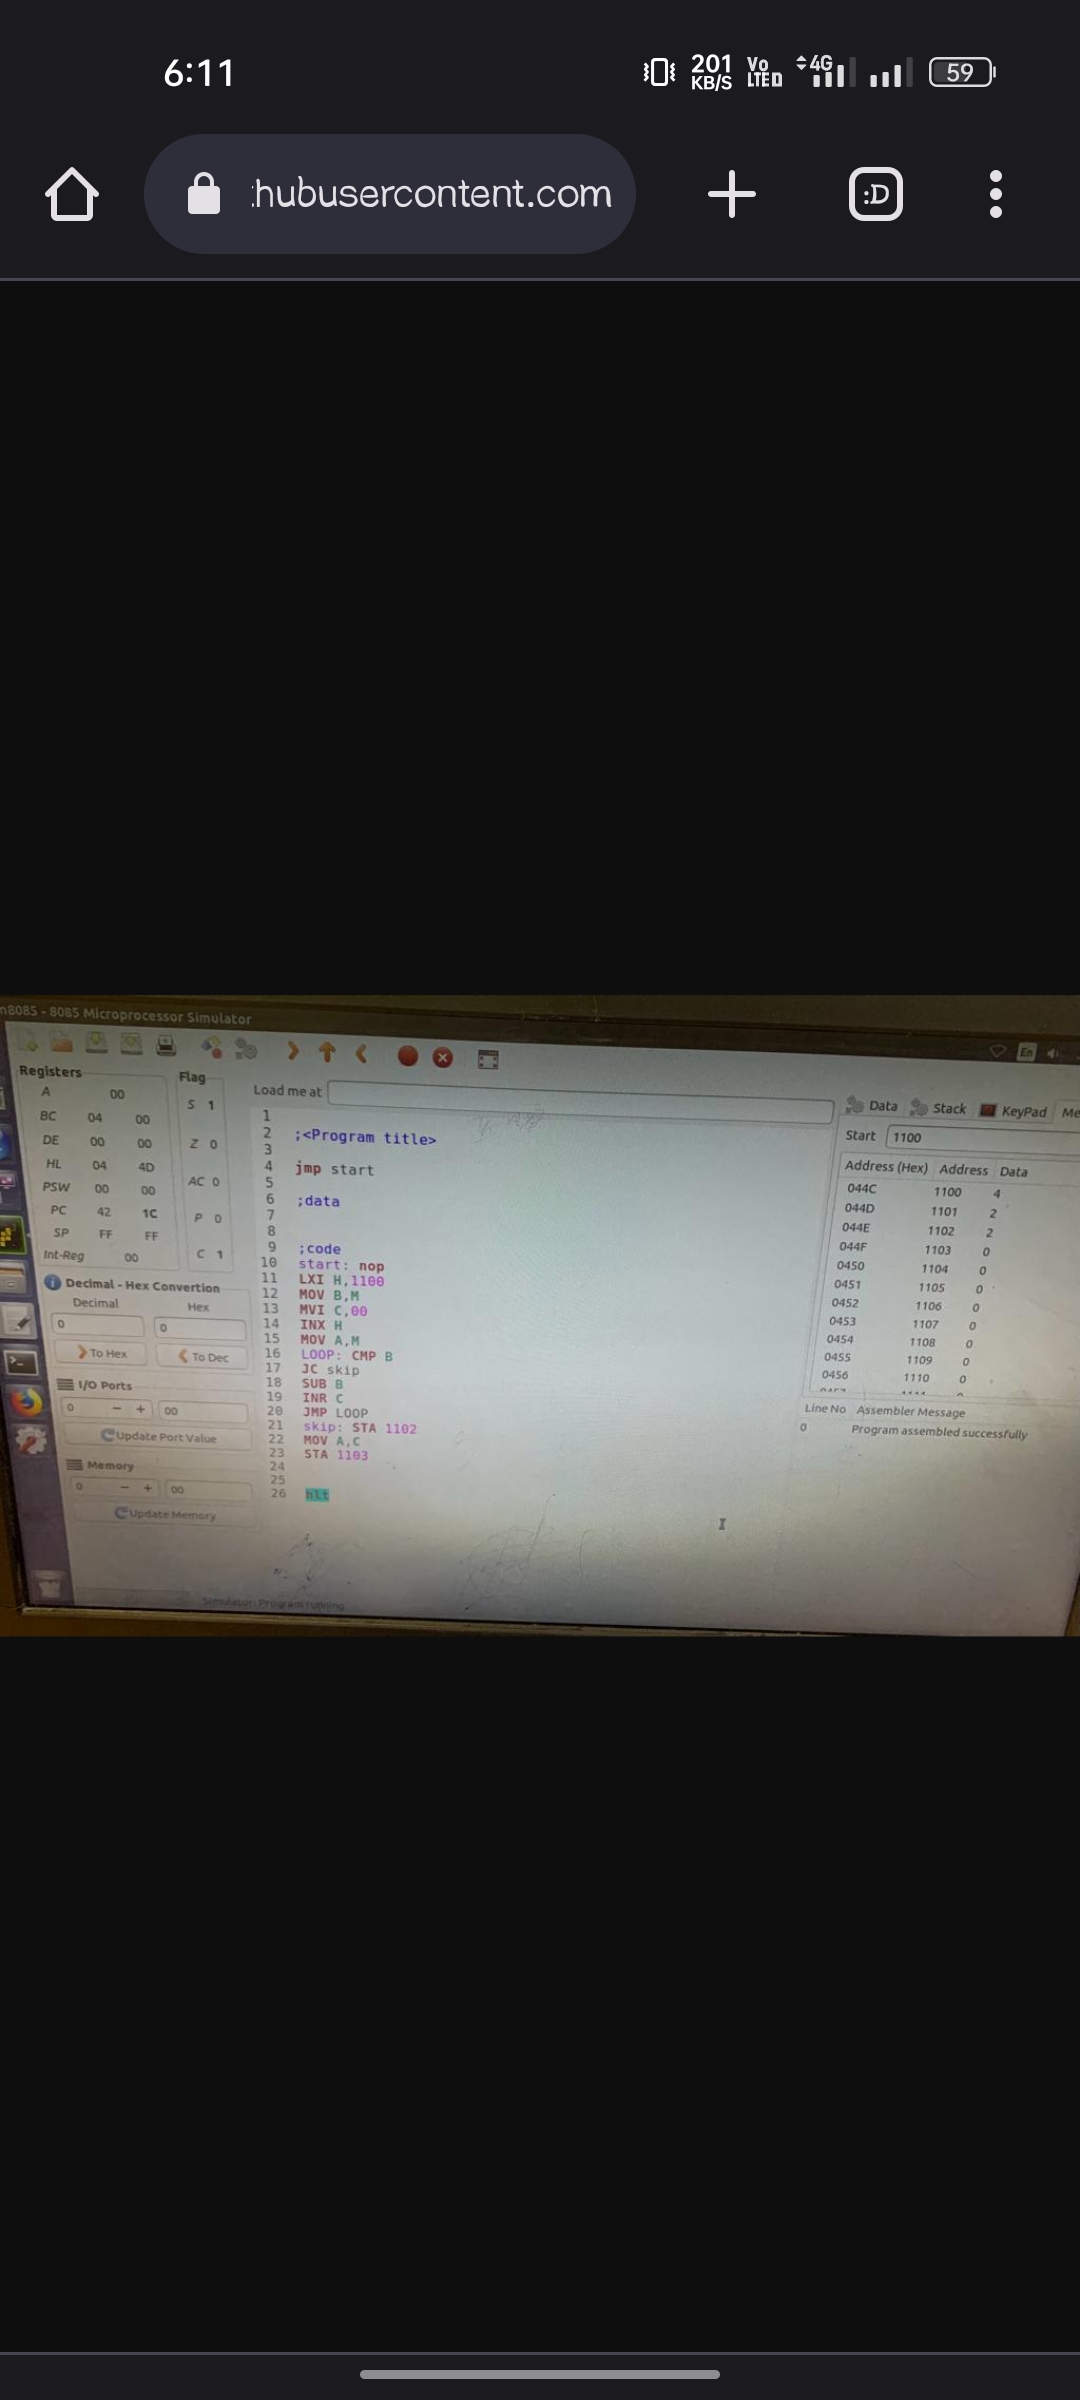 6:11
201
KB/S
Vo
LTE
4G
59
:hubusercontent.com
:D
8085 - 8085 Microprocessor Simulator
En
Registers
A 00
BC 04 00
DE 00 00
HL 04 4D
PSW 00 00
PC 42 1C
SP FF FF
Int-Reg 00
Flag
S 1
Z 0
AC 0
P 0
C 1
Decimal - Hex Convertion
Decimal Hex
0 0
To Hex To Dec
I/O Ports
0 - + 00
Update Port Value
Memory
0 - + 00
Update Memory
Load me at
1
2 ;<Program title>
3
4 jmp start
5
6 ;data
7
8
9 ;code
10 start: nop
11 LXI H,1100
12 MOV B,M
13 MVI C,00
14 INX H
15 MOV A,M
16 LOOP: CMP B
17 JC skip
18 SUB B
19 INR C
20 JMP LOOP
21 skip: STA 1102
22 MOV A,C
23 STA 1103
24
25
26 hlt
Data Stack KeyPad Me
Start 1100
Address (Hex) Address Data
044C 1100 4
044D 1101 2
044E 1102 2
044F 1103 0
0450 1104 0
0451 1105 0
0452 1106 0
0453 1107 0
0454 1108 0
0455 1109 0
0456 1110 0
Line No Assembler Message
0 Program assembled successfully
Simulator: Program running